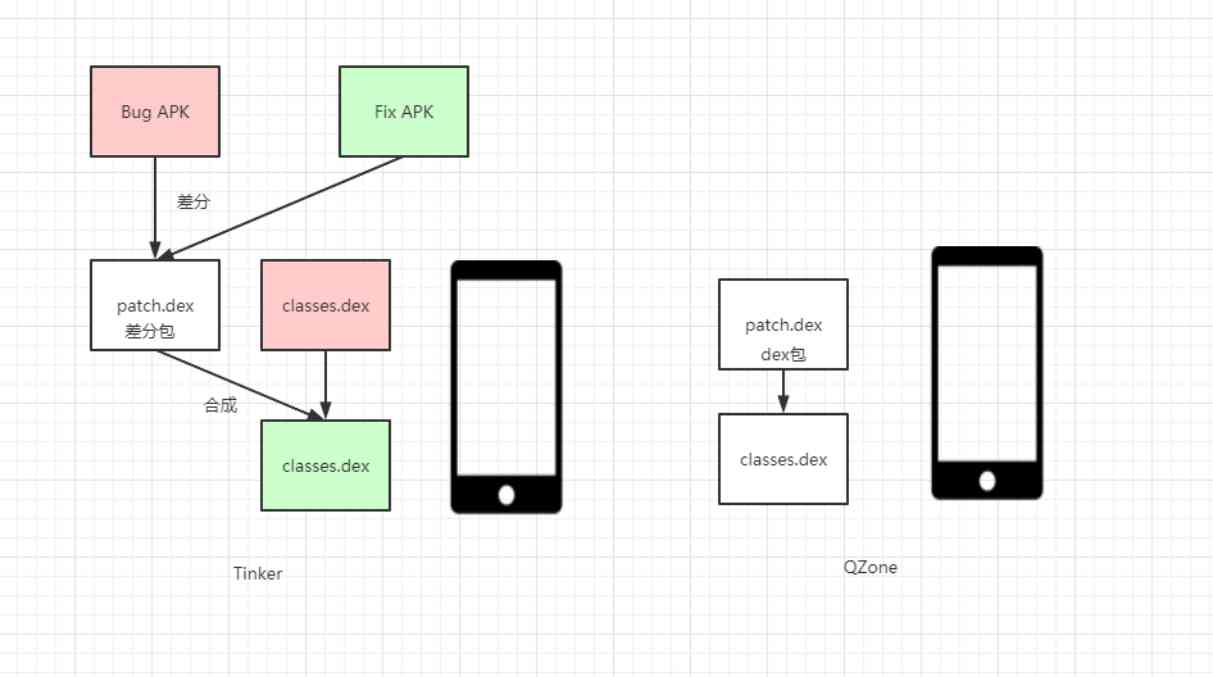 Bug APK
Fix APK
差分
patch.dex
差分包
classes.dex
合成
classes.dex
Tinker
patch.dex
dex包
classes.dex
QZone